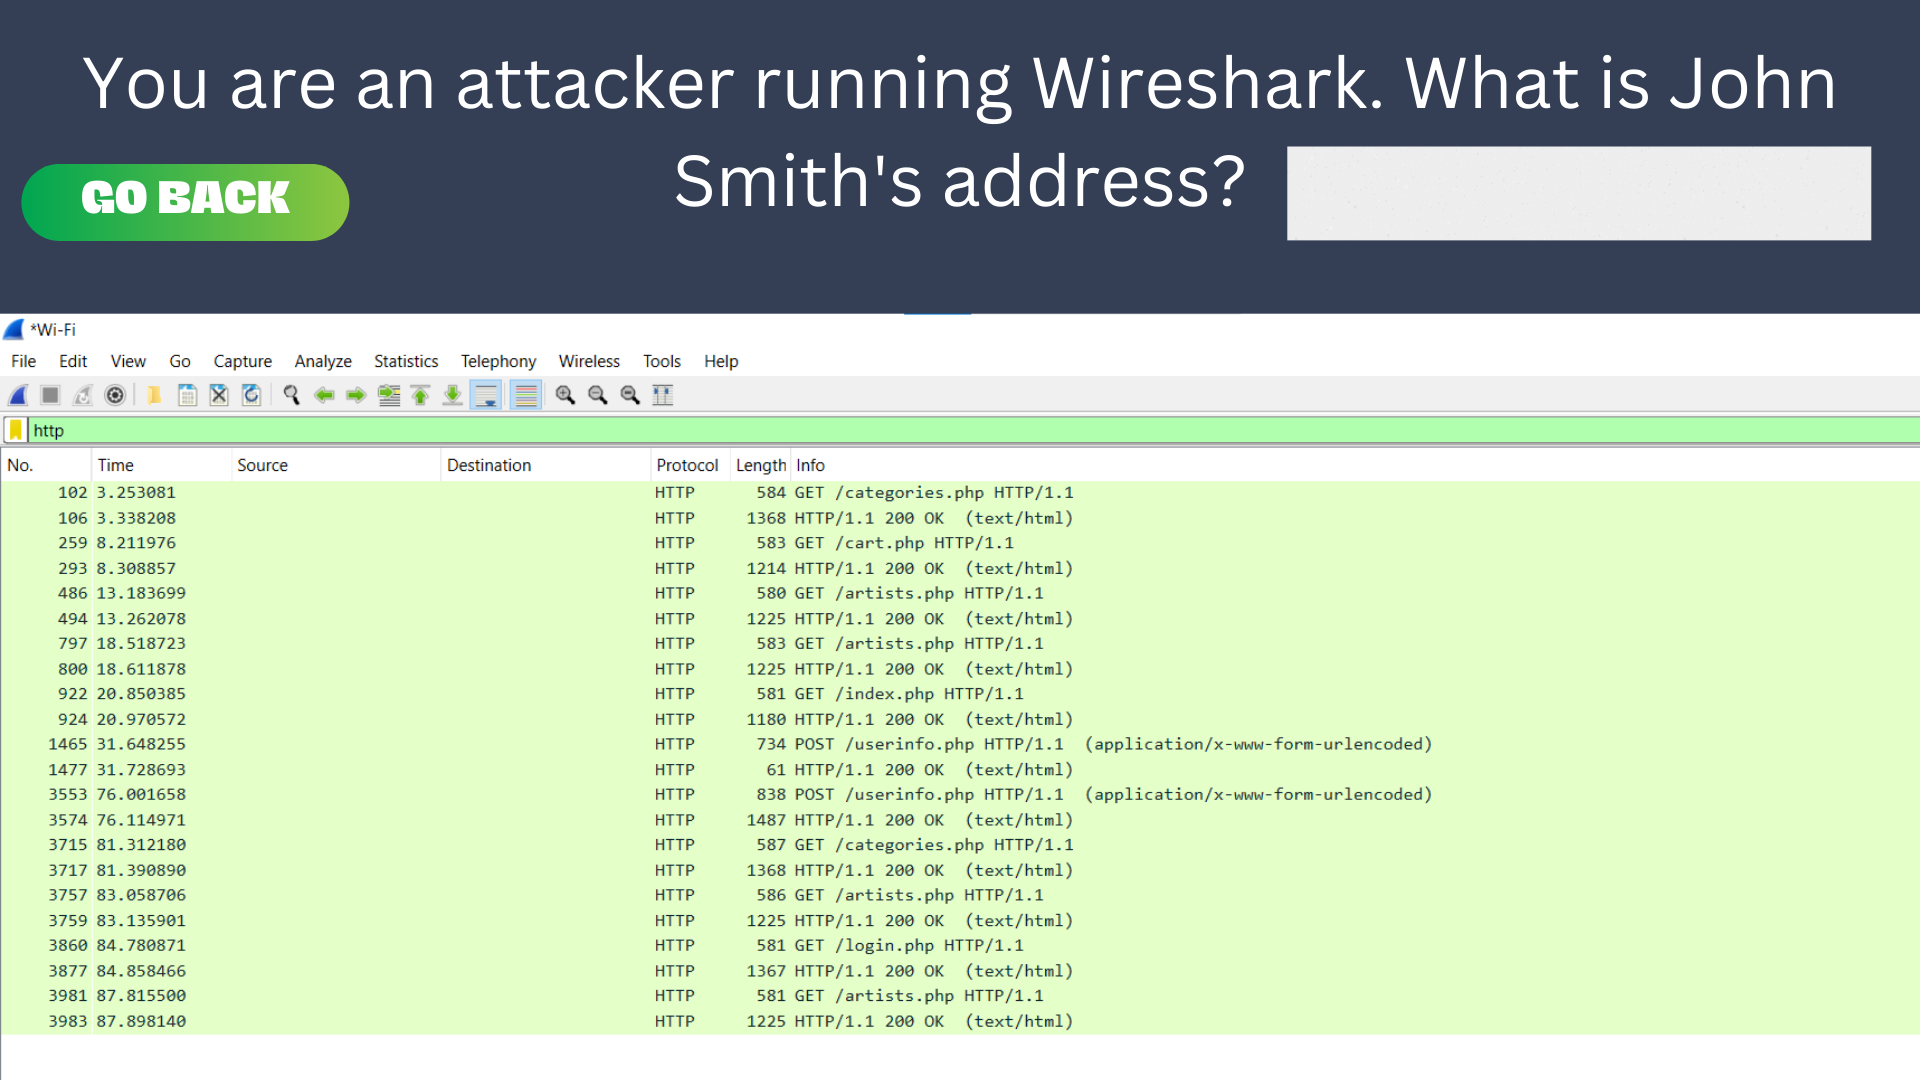 You are an attacker running Wireshark. What is John
Smith's address?
GO BACK
*Wi-Fi
File Edit View Go Capture Analyze Statistics Telephony Wireless Tools Help
http
No. Time Source Destination Protocol Length Info
102 3.253081 HTTP 584 GET /categories.php HTTP/1.1
106 3.338208 HTTP 1368 HTTP/1.1 200 OK (text/html)
259 8.211976 HTTP 583 GET /cart.php HTTP/1.1
293 8.308857 HTTP 1214 HTTP/1.1 200 OK (text/html)
486 13.183699 HTTP 580 GET /artists.php HTTP/1.1
494 13.262078 HTTP 1225 HTTP/1.1 200 OK (text/html)
797 18.518723 HTTP 583 GET /artists.php HTTP/1.1
800 18.611878 HTTP 1225 HTTP/1.1 200 OK (text/html)
922 20.850385 HTTP 581 GET /index.php HTTP/1.1
924 20.970572 HTTP 1180 HTTP/1.1 200 OK (text/html)
1465 31.648255 HTTP 734 POST /userinfo.php HTTP/1.1 (application/x-www-form-urlencoded)
1477 31.728693 HTTP 61 HTTP/1.1 200 OK (text/html)
3553 76.001658 HTTP 838 POST /userinfo.php HTTP/1.1 (application/x-www-form-urlencoded)
3574 76.114971 HTTP 1487 HTTP/1.1 200 OK (text/html)
3715 81.312180 HTTP 587 GET /categories.php HTTP/1.1
3717 81.390890 HTTP 1368 HTTP/1.1 200 OK (text/html)
3757 83.058706 HTTP 586 GET /artists.php HTTP/1.1
3759 83.135901 HTTP 1225 HTTP/1.1 200 OK (text/html)
3860 84.780871 HTTP 581 GET /login.php HTTP/1.1
3877 84.858466 HTTP 1367 HTTP/1.1 200 OK (text/html)
3981 87.815500 HTTP 581 GET /artists.php HTTP/1.1
3983 87.898140 HTTP 1225 HTTP/1.1 200 OK (text/html)